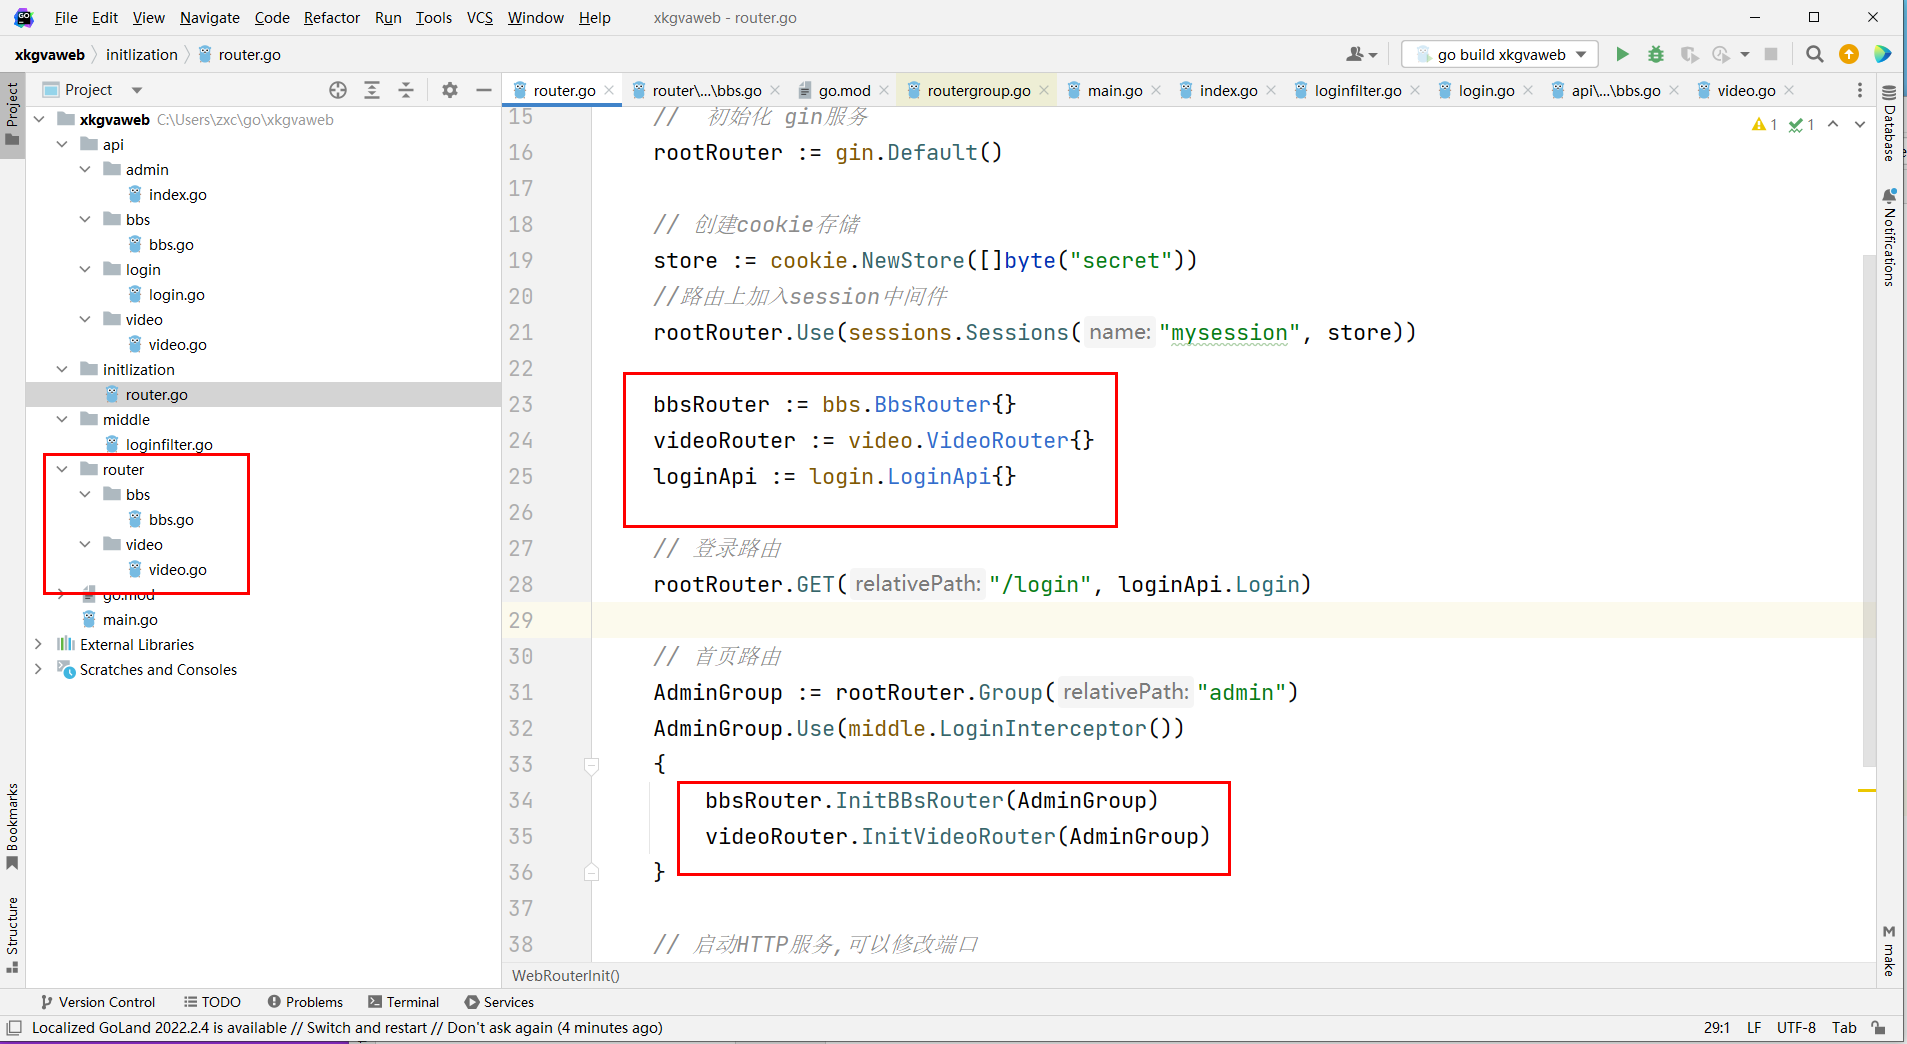 File Edit View Navigate Code Refactor Run Tools VCS Window Help xkgvaweb - router.go
xkgvaweb initlization router.go
go build xkgvaweb
Project
Project
router.go
router\...\bbs.go
go.mod
routergroup.go
main.go
index.go
loginfilter.go
login.go
api\...\bbs.go
video.go
xkgvaweb C:\Users\zxc\go\xkgvaweb
api
admin
index.go
bbs
bbs.go
login
login.go
video
video.go
initlization
router.go
middle
loginfilter.go
router
bbs
bbs.go
video
video.go
go.mod
main.go
External Libraries
Scratches and Consoles
1 1
15 // 初始化 gin服务
16 rootRouter := gin.Default()
17
18 // 创建cookie存储
19 store := cookie.NewStore([]byte("secret"))
20 //路由上加入session中间件
21 rootRouter.Use(sessions.Sessions( name: "mysession", store))
22
23 bbsRouter := bbs.BbsRouter{}
24 videoRouter := video.VideoRouter{}
25 loginApi := login.LoginApi{}
26
27 // 登录路由
28 rootRouter.GET( relativePath: "/login", loginApi.Login)
29
30 // 首页路由
31 AdminGroup := rootRouter.Group( relativePath: "admin")
32 AdminGroup.Use(middle.LoginInterceptor())
33 {
34 bbsRouter.InitBBsRouter(AdminGroup)
35 videoRouter.InitVideoRouter(AdminGroup)
36 }
37
38 // 启动HTTP服务,可以修改端口
WebRouterInit()
Database
Notifications
make
Bookmarks
Structure
Version Control TODO Problems Terminal Services
Localized GoLand 2022.2.4 is available // Switch and restart // Don't ask again (4 minutes ago)
29:1 LF UTF-8 Tab